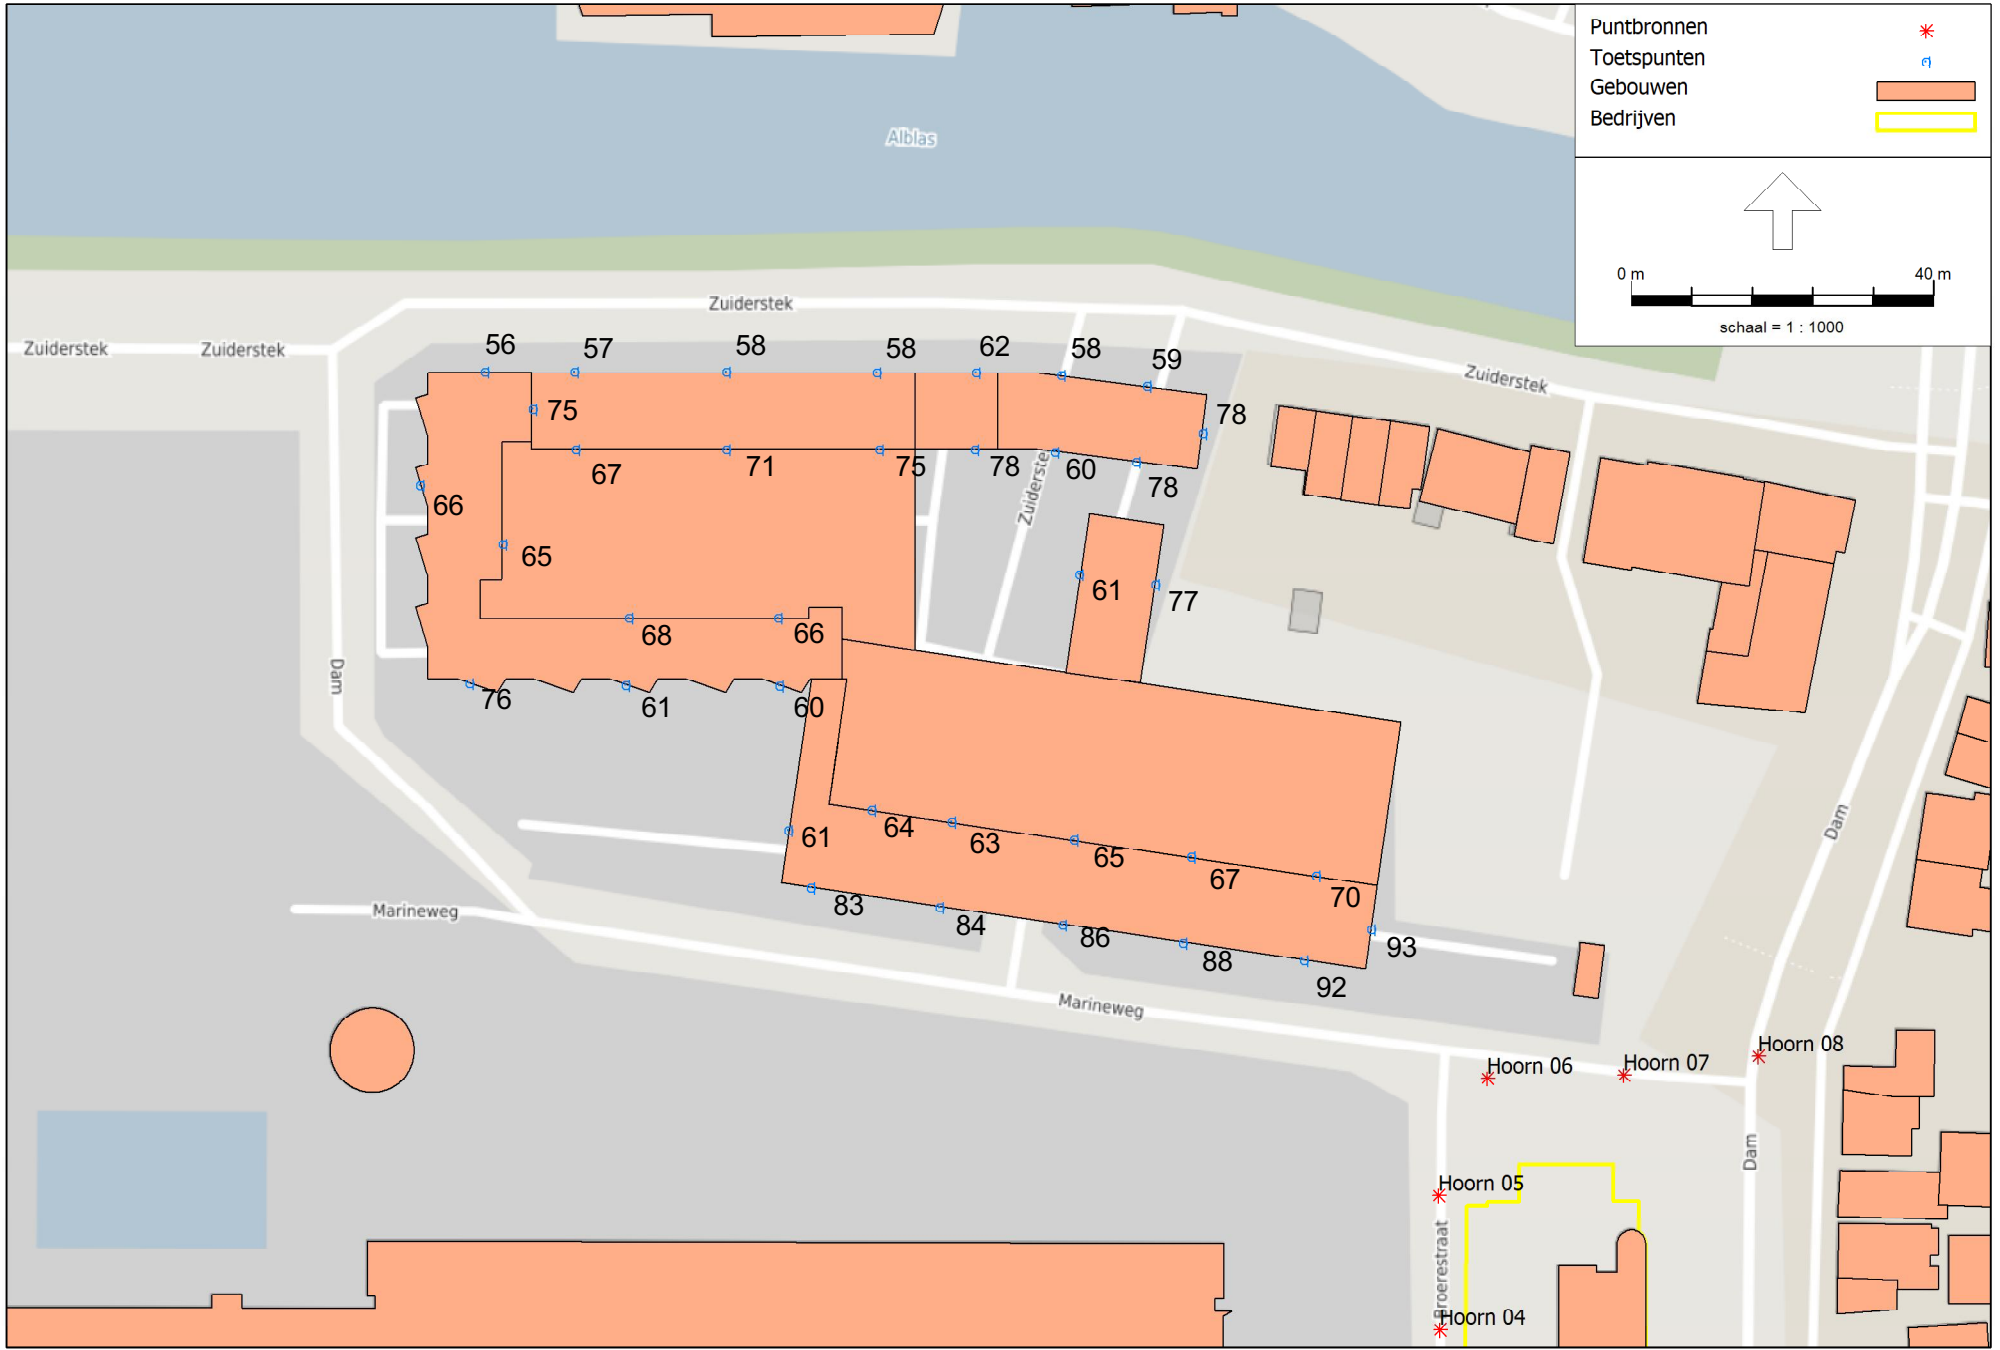 Puntbronnen
Toetspunten
Gebouwen
Bedrijven
Alblas
0 m 40 m
schaal = 1 : 1000
Zuiderstek
Zuiderstek Zuiderstek
Zuiderstek
56 57 58 58 62 58 59
75 78
67 71 75 78 60 78
66
Zuiderste
65
61 77
68 66
Dam
76 61 60
61 64 63 65 67 70
Dam
83 84 86 88 92 93
Marineweg
Marineweg
Hoorn 06 Hoorn 07 Hoorn 08
Dam
Hoorn 05
Broerestraat
Hoorn 04